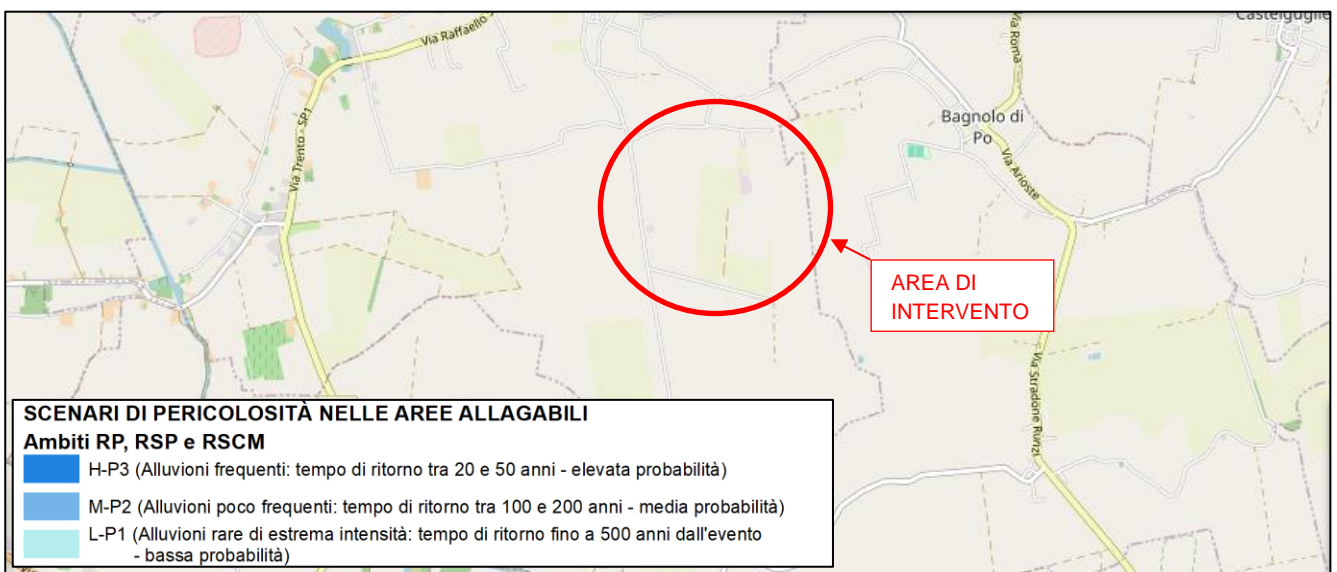 Castelguglie
Via Raffaello S
Via Roma
Bagnolo di
Po
Via Trento - SP1
Via Arioste
AREA DI
INTERVENTO
Via Stradone Runzi
SCENARI DI PERICOLOSITÀ NELLE AREE ALLAGABILI
Ambiti RP, RSP e RSCM
H-P3 (Alluvioni frequenti: tempo di ritorno tra 20 e 50 anni - elevata probabilità)
M-P2 (Alluvioni poco frequenti: tempo di ritorno tra 100 e 200 anni - media probabilità)
L-P1 (Alluvioni rare di estrema intensità: tempo di ritorno fino a 500 anni dall'evento
- bassa probabilità)